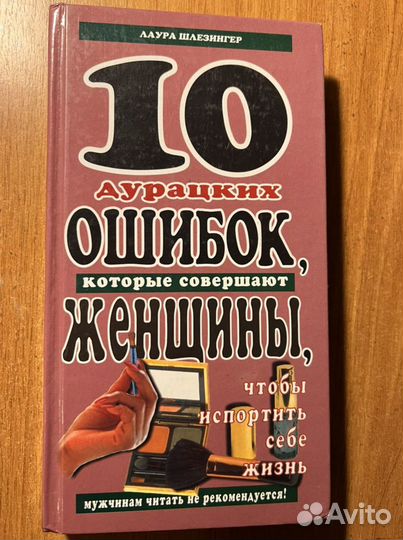 ЛАУРА ШЛЕЗИНГЕР
10
дурацких
ОШИБОК,
которые совершают
ЖЕНЩИНЫ,
чтобы
испортить
себе
жизнь
мужчинам читать не рекомендуется!
Avito